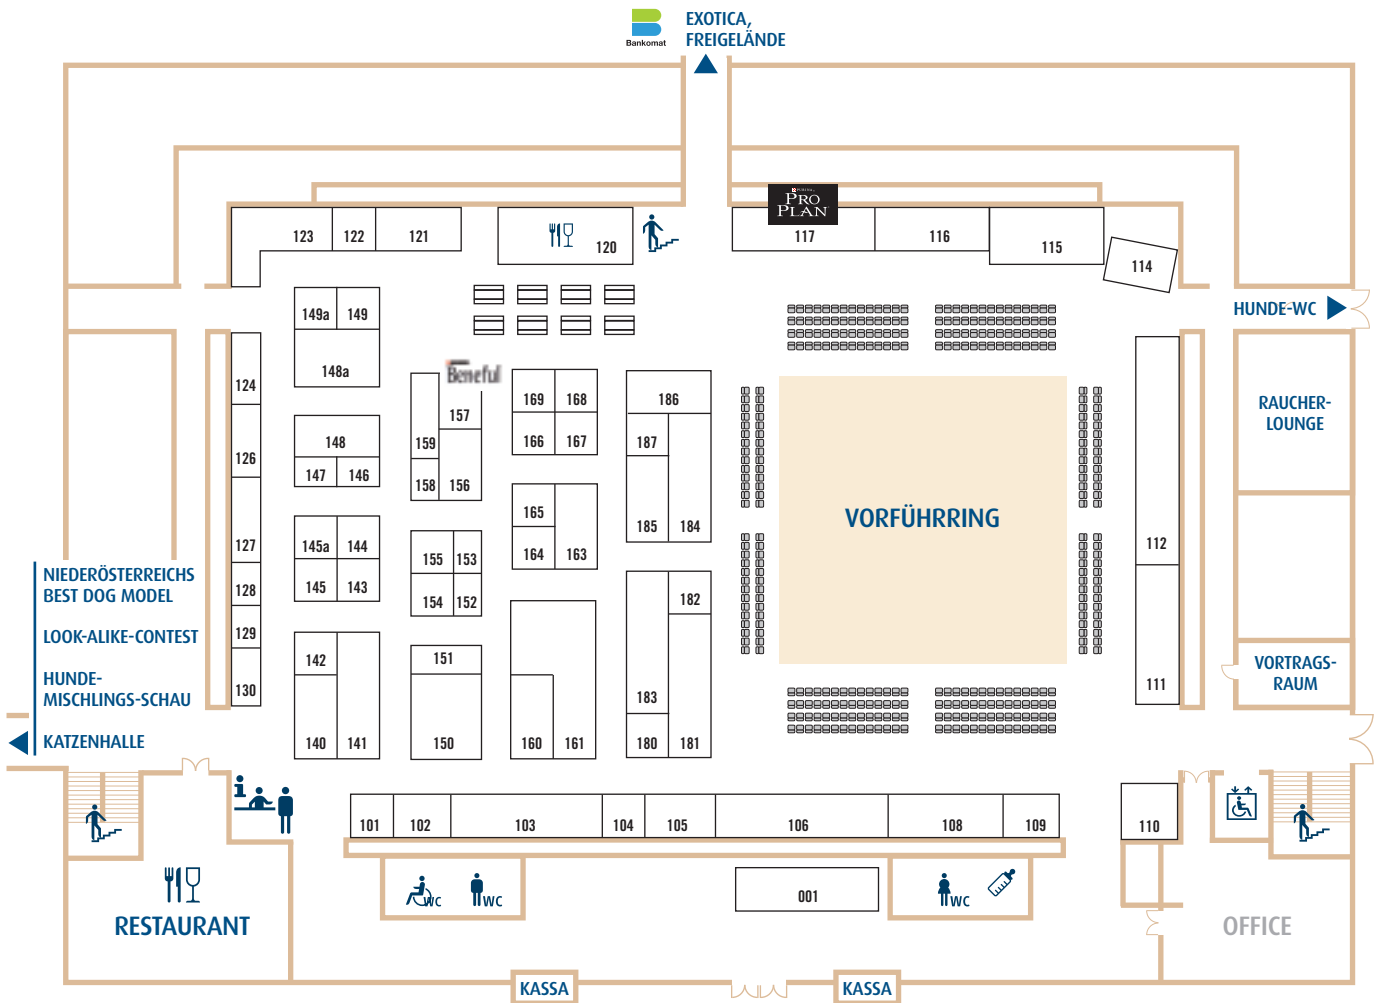 EXOTICA,
FREIGELÄNDE
Bankomat
PURINA
PRO
PLAN
123
122
121
120
117
116
115
114
HUNDE-WC
149a
149
148a
124
Beneful
157
159
158
156
169
168
166
167
186
187
185
184
RAUCHER-
LOUNGE
148
147
146
126
VORFÜHRRING
165
164
163
112
127
145a
144
145
143
155
153
154
152
128
129
130
182
183
180
181
NIEDERÖSTERREICHS
BEST DOG MODEL
LOOK-ALIKE-CONTEST
HUNDE-
MISCHLINGS-SCHAU
KATZENHALLE
142
140
141
151
150
160
161
111
VORTRAGS-
RAUM
101
102
103
104
105
106
108
109
110
WC
WC
001
WC
RESTAURANT
OFFICE
KASSA
KASSA